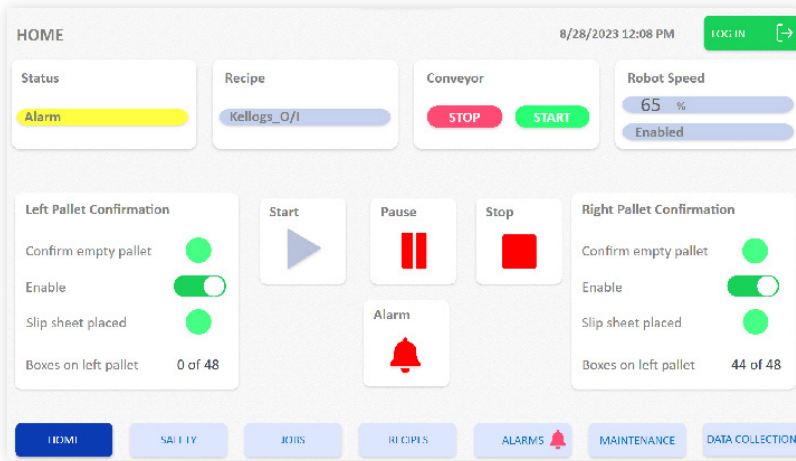 HOME
8/28/2023 12:08 PM
LOG IN
Status
Alarm
Recipe
Kellogs_O/I
Conveyor
STOP
START
Robot Speed
65 %
Enabled
Left Pallet Confirmation
Confirm empty pallet
Enable
Slip sheet placed
Boxes on left pallet 0 of 48
Start
Pause
Stop
Alarm
Right Pallet Confirmation
Confirm empty pallet
Enable
Slip sheet placed
Boxes on left pallet 44 of 48
HOME
SAFETY
JOBS
RECIPES
ALARMS
MAINTENANCE
DATA COLLECTION